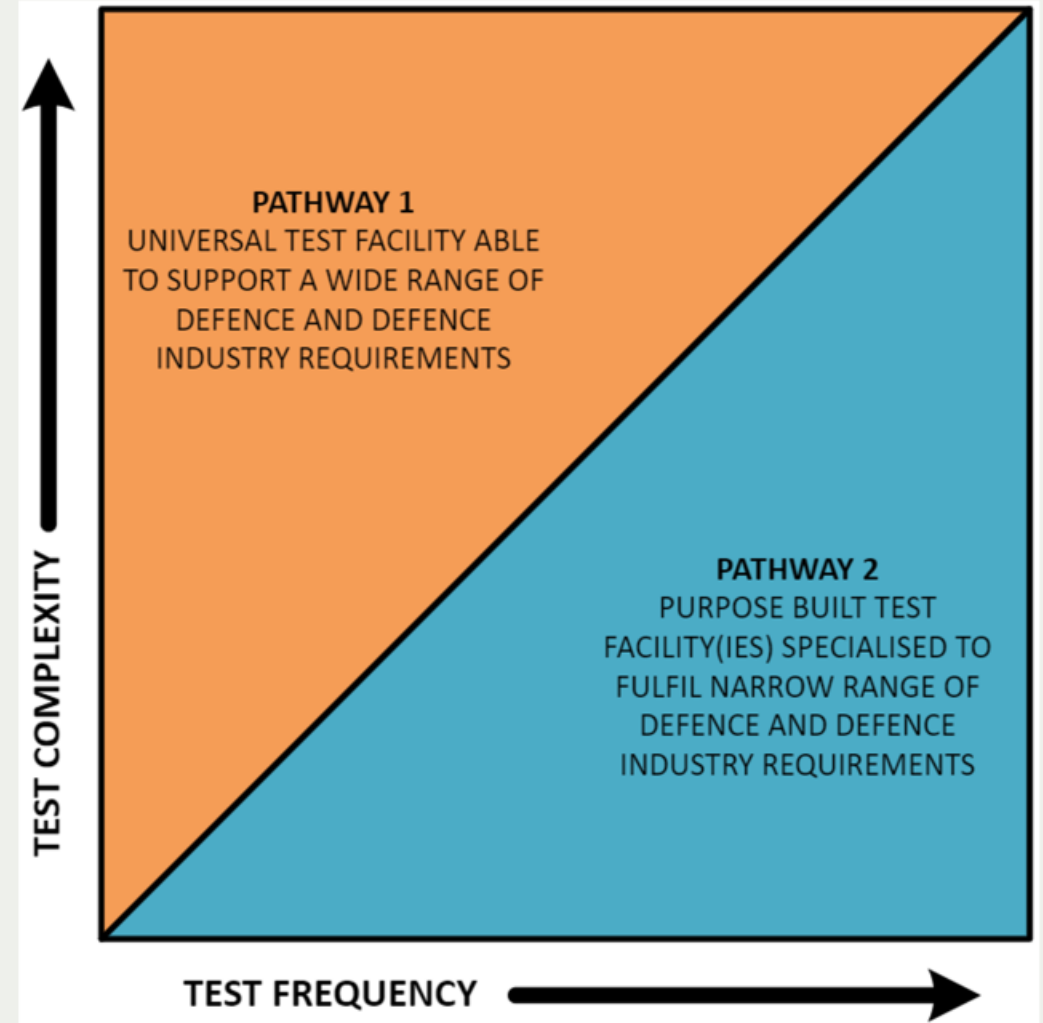 PATHWAY 1
UNIVERSAL TEST FACILITY ABLE
TO SUPPORT A WIDE RANGE OF
DEFENCE AND DEFENCE
INDUSTRY REQUIREMENTS
PATHWAY 2
PURPOSE BUILT TEST
FACILITY(IES) SPECIALISED TO
FULFIL NARROW RANGE OF
DEFENCE AND DEFENCE
INDUSTRY REQUIREMENTS
TEST COMPLEXITY
TEST FREQUENCY